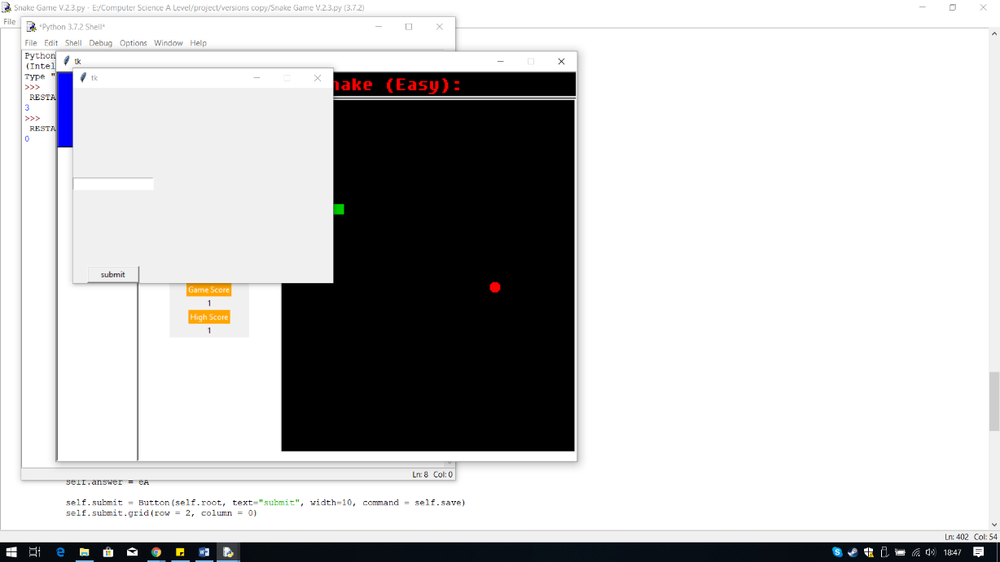 Snake Game V.2.3.py - E:/Computer Science A Level/project/versions copy/Snake Game V.2.3.py (3.7.2)
File
*Python 3.7.2 Shell*
File Edit Shell Debug Options Window Help
Python
(Intel
Type "
>>>
RESTA
3
>>>
RESTA
0
tk
tk
nake (Easy):
submit
Game Score
1
High Score
1
Ln: 8 Col: 0
self.answer = eA
self.submit = Button(self.root, text="submit", width=10, command = self.save)
self.submit.grid(row = 2, column = 0)
Ln: 402 Col: 54
18:47